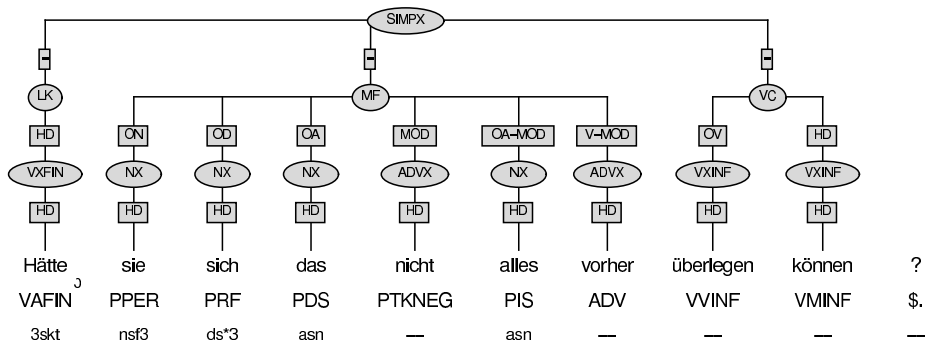 SIMPX
- - -
LK MF VC
HD ON OD OA MOD OA-MOD V-MOD OV HD
VXFIN NX NX NX ADVX NX ADVX VXINF VXINF
HD HD HD HD HD HD HD HD HD
Hätte sie sich das nicht alles vorher überlegen können ?
VAFIN PPER PRF PDS PTKNEG PIS ADV VVINF VMINF $.
3skt nsf3 ds*3 asn -- asn -- -- -- --